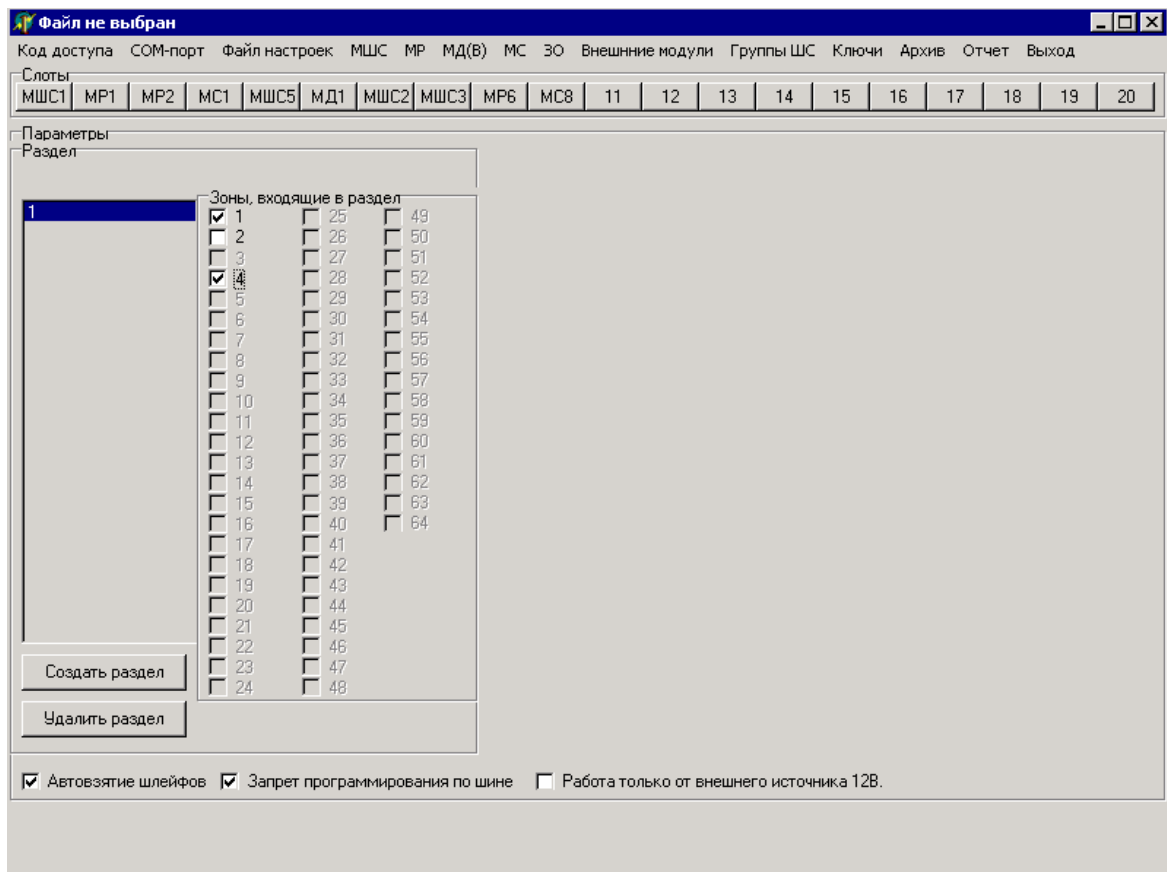 Файл не выбран
Код доступа СОМ-порт Файл настроек МШС МР МД(В) МС ЗО Внешнние модули Группы ШС Ключи Архив Отчет Выход
Слоты
МШС1 МР1 МР2 МС1 МШС5 МД1 МШС2 МШС3 МР6 МС8 11 12 13 14 15 16 17 18 19 20
Параметры
Раздел
Зоны, входящие в раздел
1
1 25 49
2 26 50
3 27 51
4 28 52
5 29 53
6 30 54
7 31 55
8 32 56
9 33 57
10 34 58
11 35 59
12 36 60
13 37 61
14 38 62
15 39 63
16 40 64
17 41
18 42
19 43
20 44
21 45
22 46
23 47
24 48
Создать раздел
Удалить раздел
Автовзятие шлейфов Запрет программирования по шине Работа только от внешнего источника 12В.